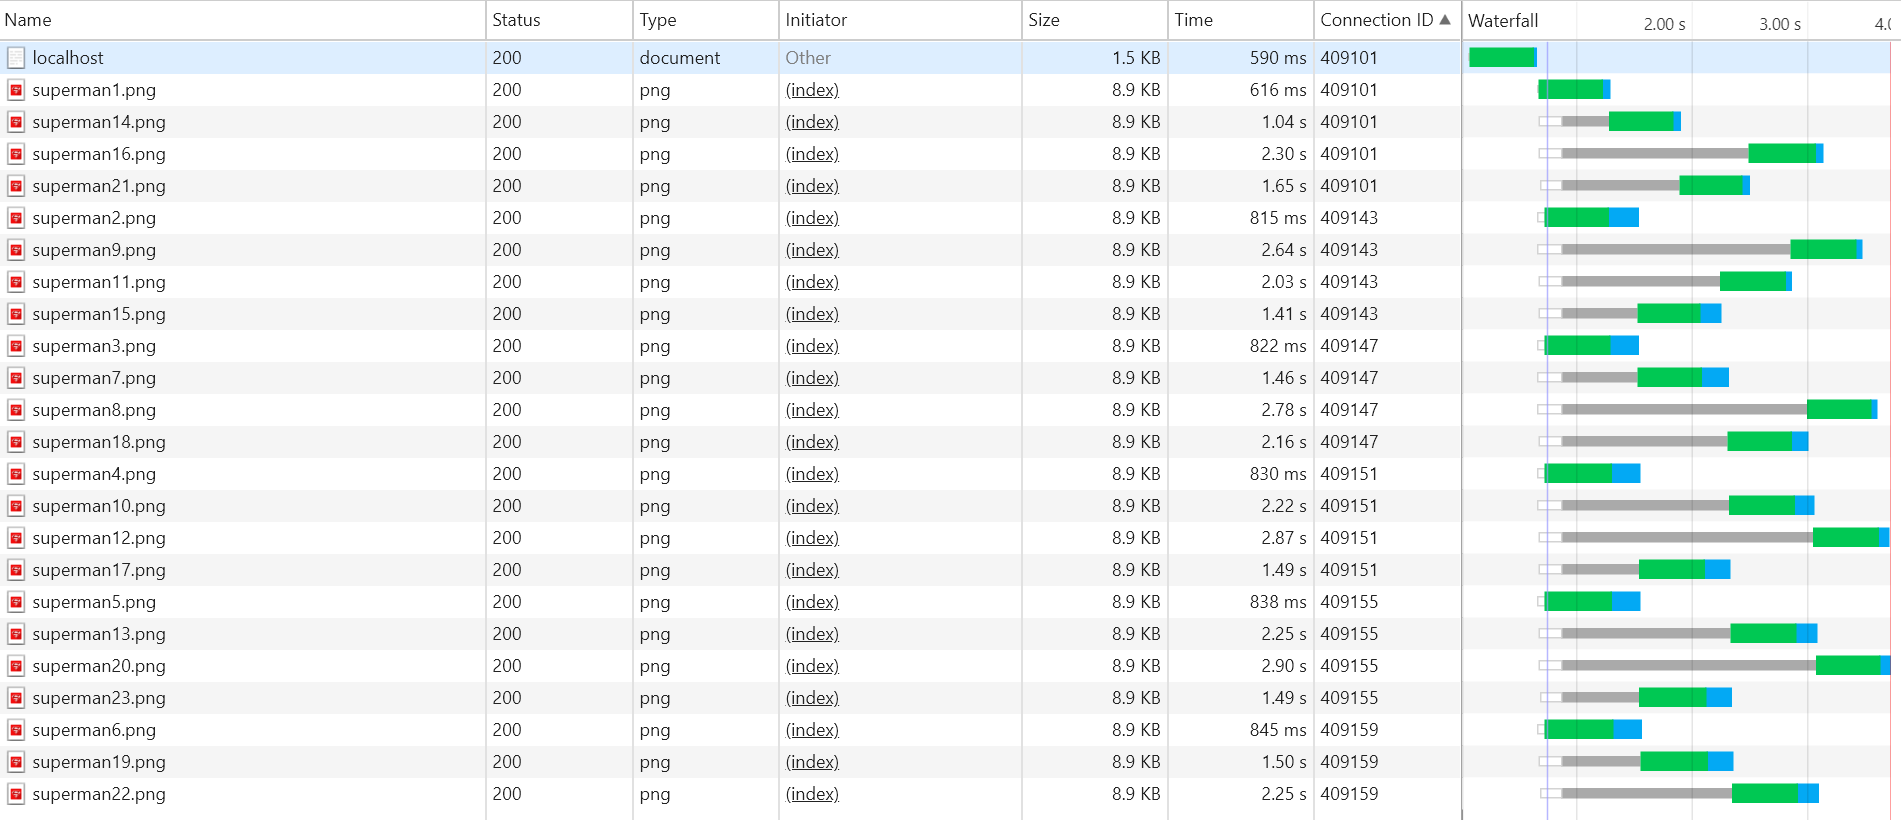 Name Status Type Initiator Size Time Connection ID ▲ Waterfall 2.00 s 3.00 s 4.0
localhost 200 document Other 1.5 KB 590 ms 409101
superman1.png 200 png (index) 8.9 KB 616 ms 409101
superman14.png 200 png (index) 8.9 KB 1.04 s 409101
superman16.png 200 png (index) 8.9 KB 2.30 s 409101
superman21.png 200 png (index) 8.9 KB 1.65 s 409101
superman2.png 200 png (index) 8.9 KB 815 ms 409143
superman9.png 200 png (index) 8.9 KB 2.64 s 409143
superman11.png 200 png (index) 8.9 KB 2.03 s 409143
superman15.png 200 png (index) 8.9 KB 1.41 s 409143
superman3.png 200 png (index) 8.9 KB 822 ms 409147
superman7.png 200 png (index) 8.9 KB 1.46 s 409147
superman8.png 200 png (index) 8.9 KB 2.78 s 409147
superman18.png 200 png (index) 8.9 KB 2.16 s 409147
superman4.png 200 png (index) 8.9 KB 830 ms 409151
superman10.png 200 png (index) 8.9 KB 2.22 s 409151
superman12.png 200 png (index) 8.9 KB 2.87 s 409151
superman17.png 200 png (index) 8.9 KB 1.49 s 409151
superman5.png 200 png (index) 8.9 KB 838 ms 409155
superman13.png 200 png (index) 8.9 KB 2.25 s 409155
superman20.png 200 png (index) 8.9 KB 2.90 s 409155
superman23.png 200 png (index) 8.9 KB 1.49 s 409155
superman6.png 200 png (index) 8.9 KB 845 ms 409159
superman19.png 200 png (index) 8.9 KB 1.50 s 409159
superman22.png 200 png (index) 8.9 KB 2.25 s 409159